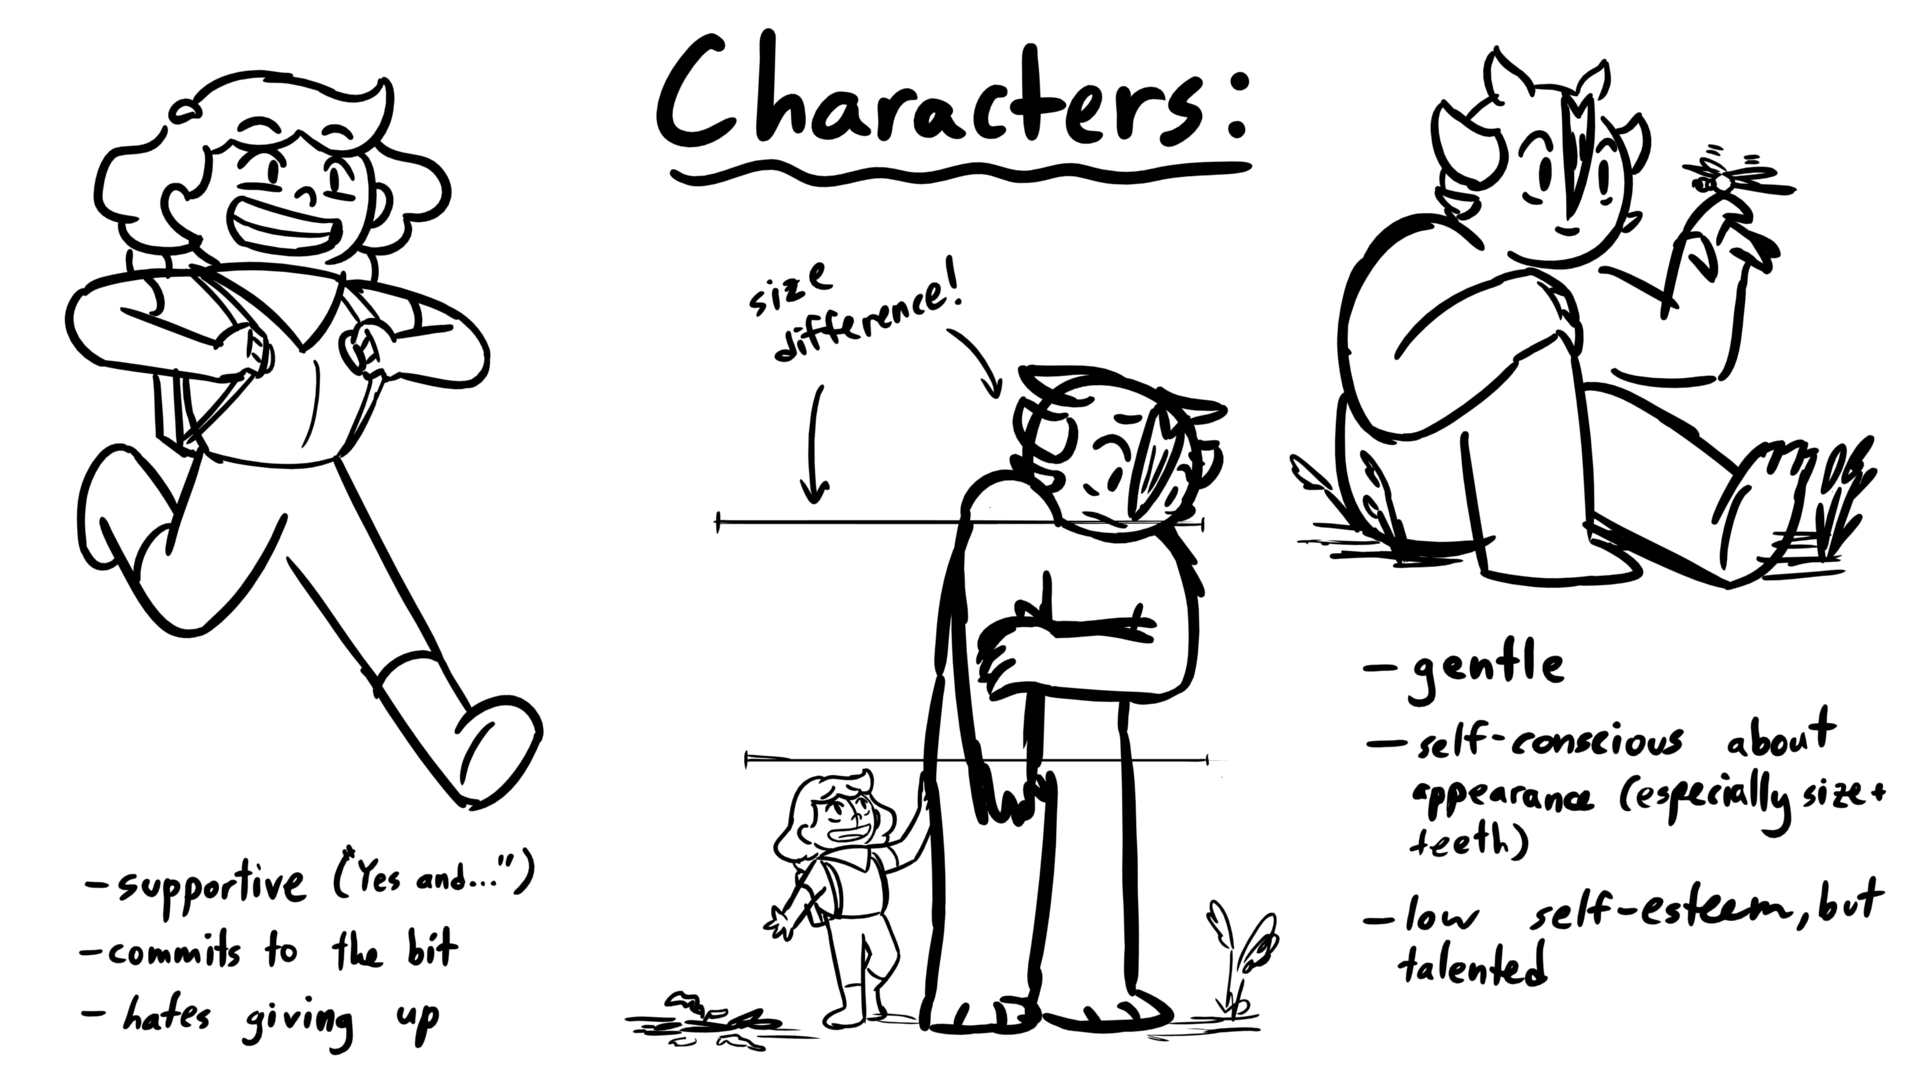 Characters:
size
difference!
- supportive ("Yes and...")
- commits to the bit
- hates giving up
- gentle
- self-conscious about
appearance (especially size +
teeth)
- low self-esteem, but
talented